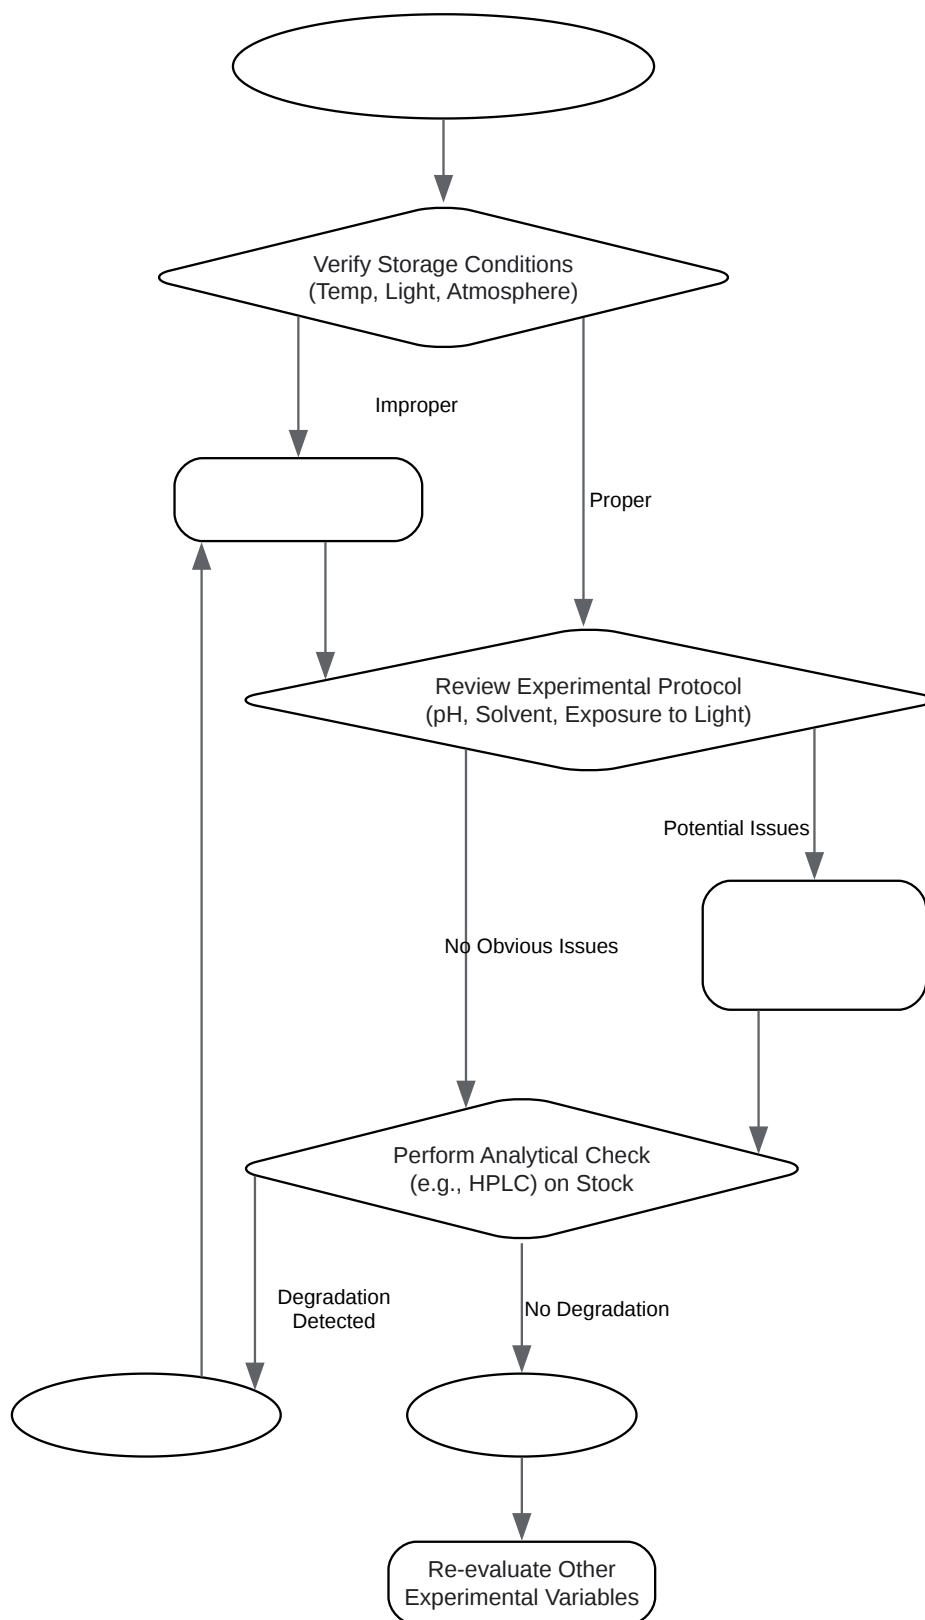 Verify Storage Conditions
(Temp, Light, Atmosphere)
Improper
Proper
Review Experimental Protocol
(pH, Solvent, Exposure to Light)
Potential Issues
No Obvious Issues
Perform Analytical Check
(e.g., HPLC) on Stock
Degradation
Detected
No Degradation
Re-evaluate Other
Experimental Variables